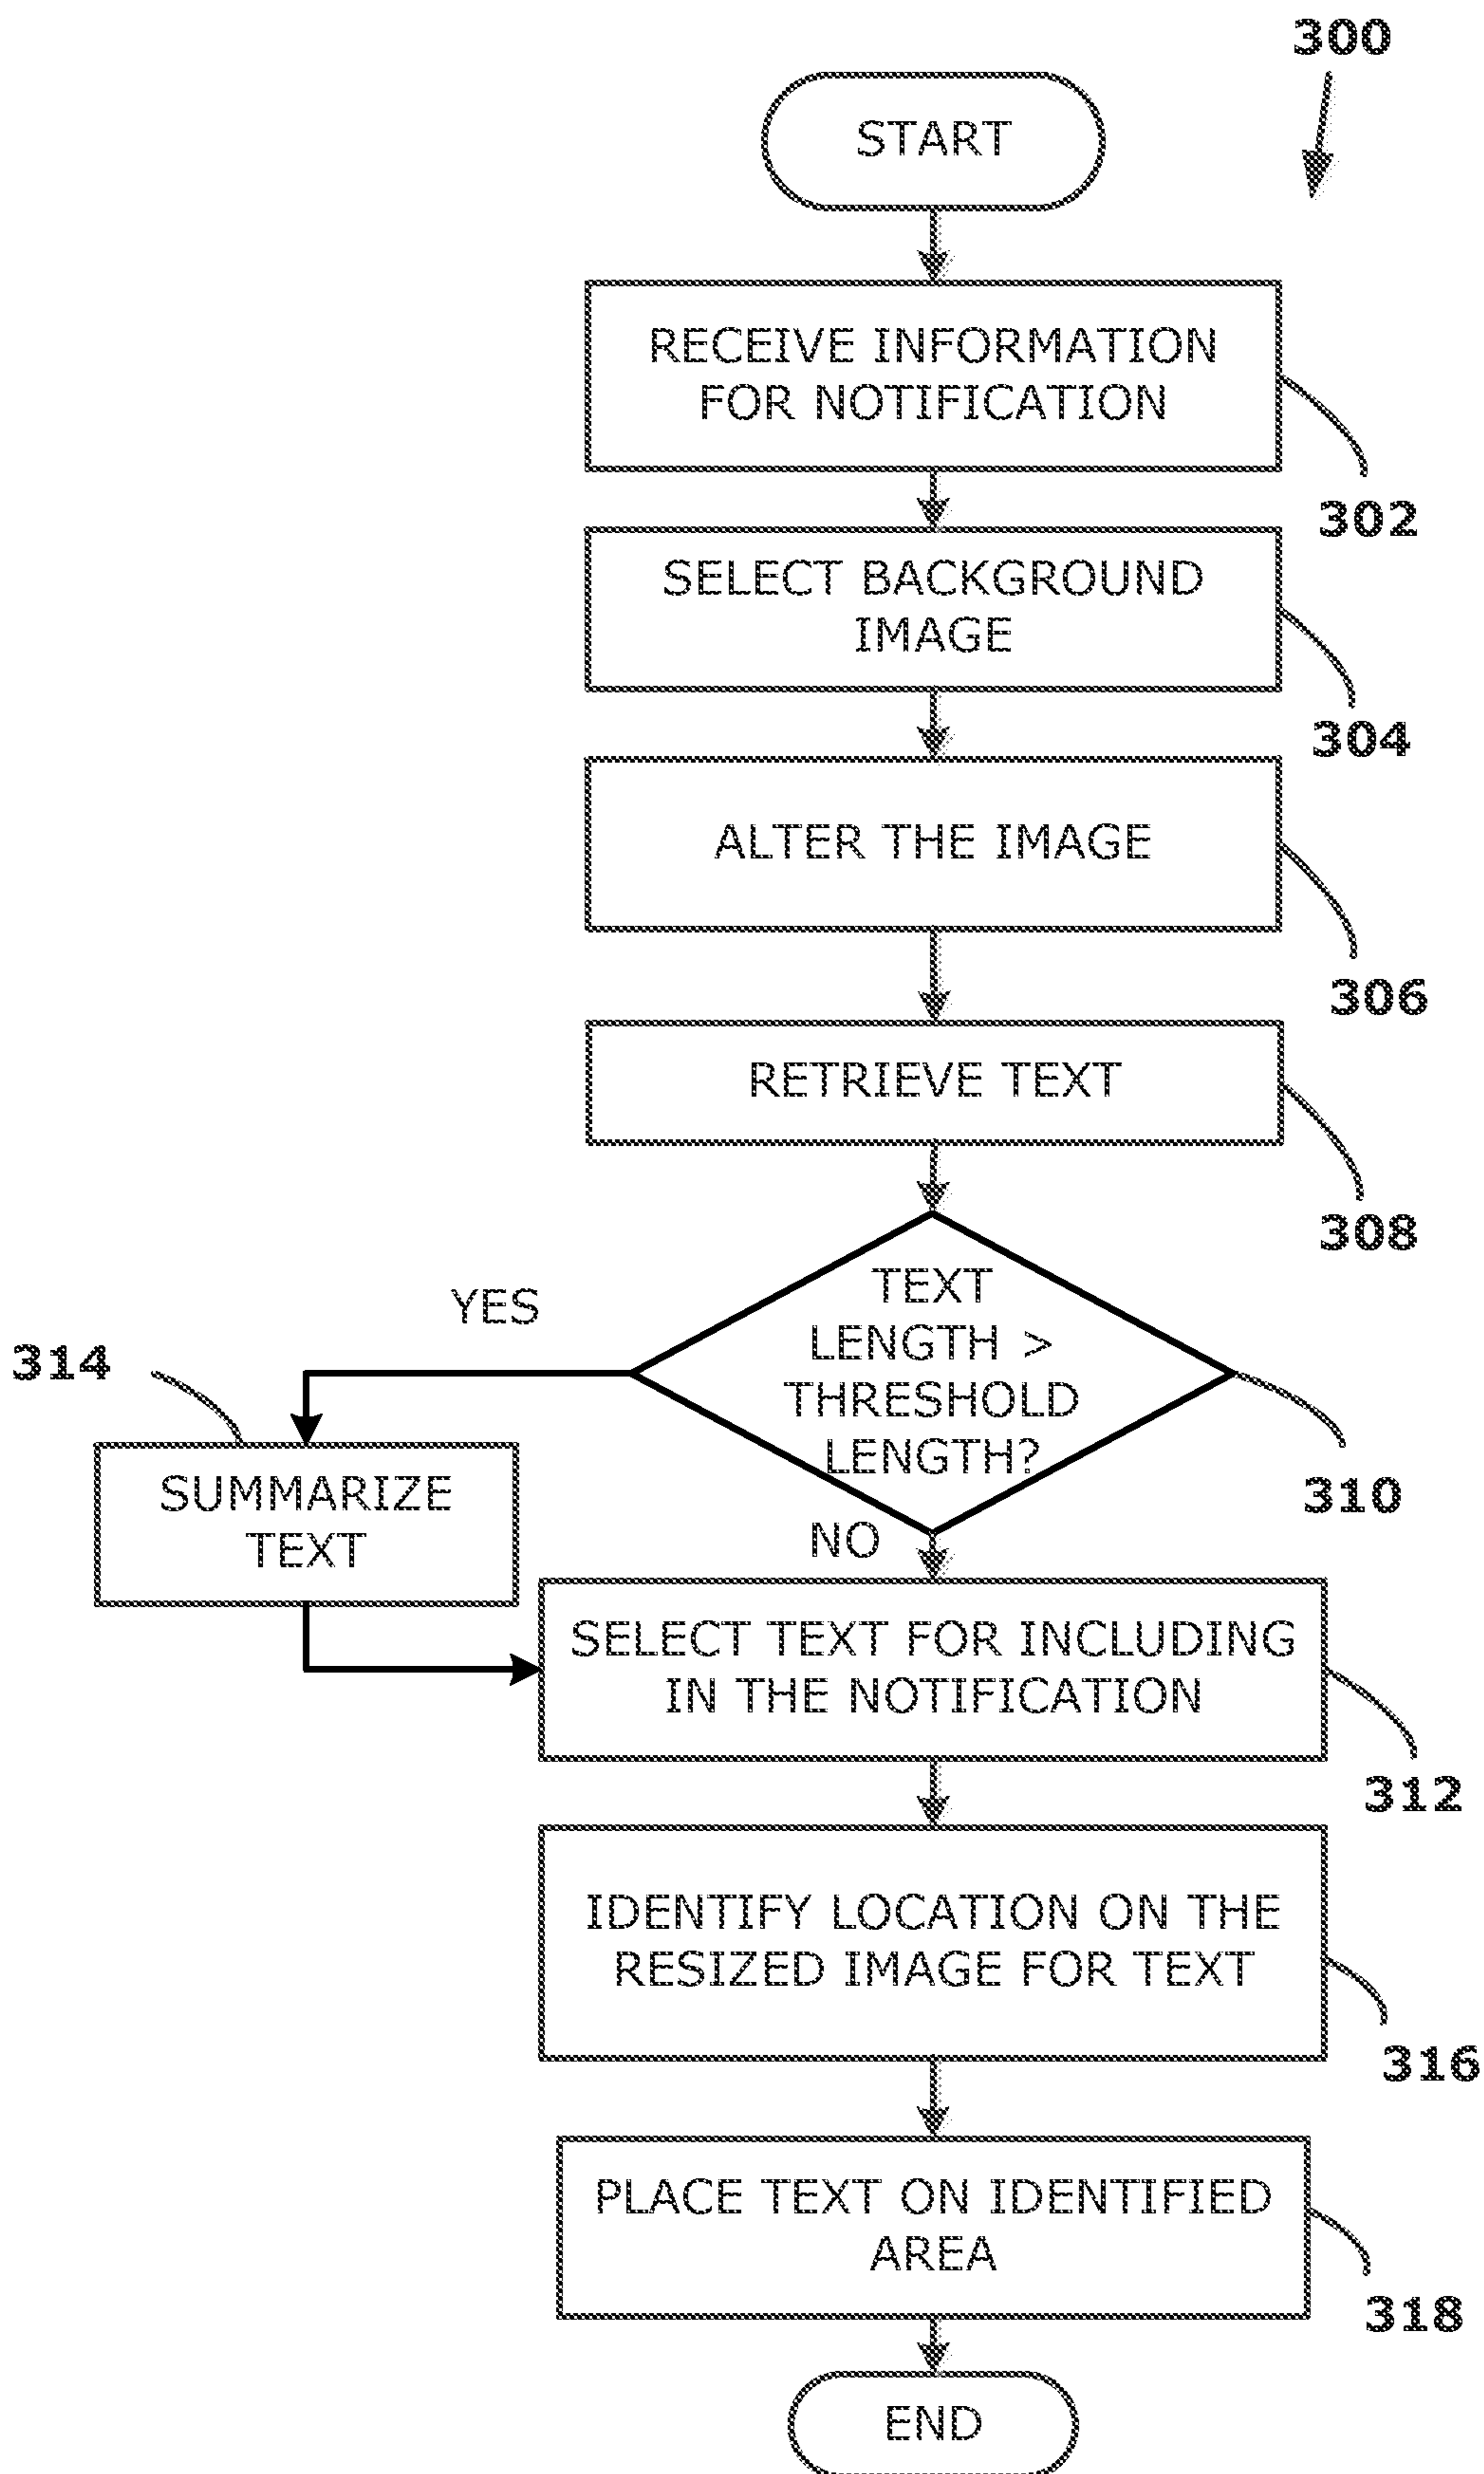 300
START
RECEIVE INFORMATION
FOR NOTIFICATION
302
SELECT BACKGROUND
IMAGE
304
ALTER THE IMAGE
306
RETRIEVE TEXT
308
TEXT
LENGTH >
THRESHOLD
LENGTH?
310
YES
314
SUMMARIZE
TEXT
NO
SELECT TEXT FOR INCLUDING
IN THE NOTIFICATION
312
IDENTIFY LOCATION ON THE
RESIZED IMAGE FOR TEXT
316
PLACE TEXT ON IDENTIFIED
AREA
318
END